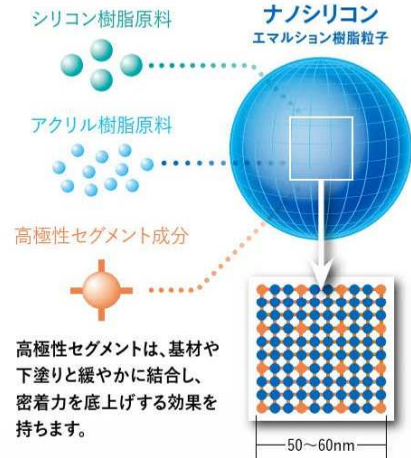 シリコン樹脂原料
ナノシリコン
エマルション樹脂粒子
アクリル樹脂原料
高極性セグメント成分
高極性セグメントは、基材や
下塗りと緩やかに結合し、
密着力を底上げする効果を
持ちます。
50〜60nm